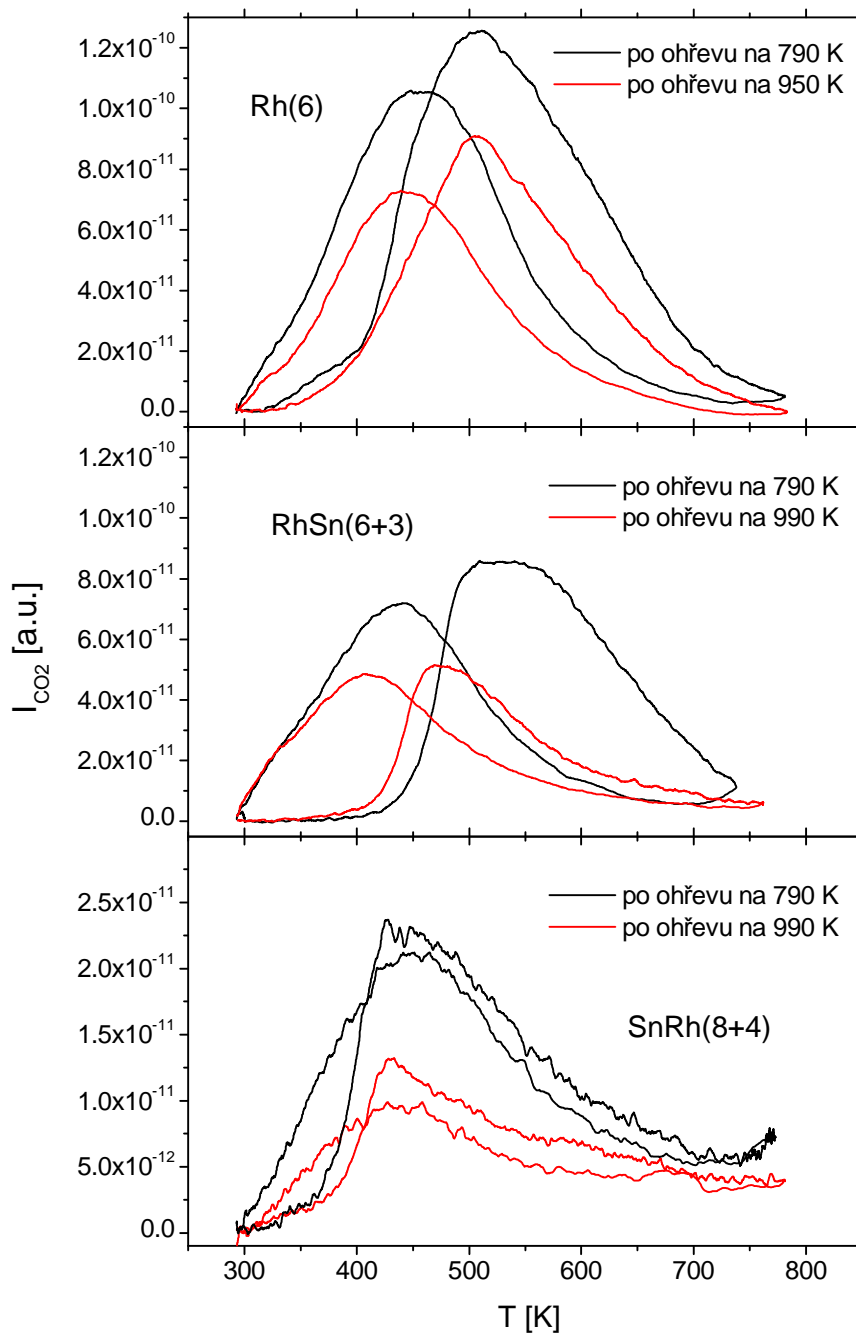 1.2x10⁻¹⁰
1.0x10⁻¹⁰
8.0x10⁻¹¹
6.0x10⁻¹¹
4.0x10⁻¹¹
2.0x10⁻¹¹
0.0
Rh(6)
po ohřevu na 790 K
po ohřevu na 950 K
1.2x10⁻¹⁰
1.0x10⁻¹⁰
8.0x10⁻¹¹
6.0x10⁻¹¹
4.0x10⁻¹¹
2.0x10⁻¹¹
0.0
RhSn(6+3)
po ohřevu na 790 K
po ohřevu na 990 K
I_CO2 [a.u.]
2.5x10⁻¹¹
2.0x10⁻¹¹
1.5x10⁻¹¹
1.0x10⁻¹¹
5.0x10⁻¹²
0.0
po ohřevu na 790 K
po ohřevu na 990 K
SnRh(8+4)
300 400 500 600 700 800
T [K]